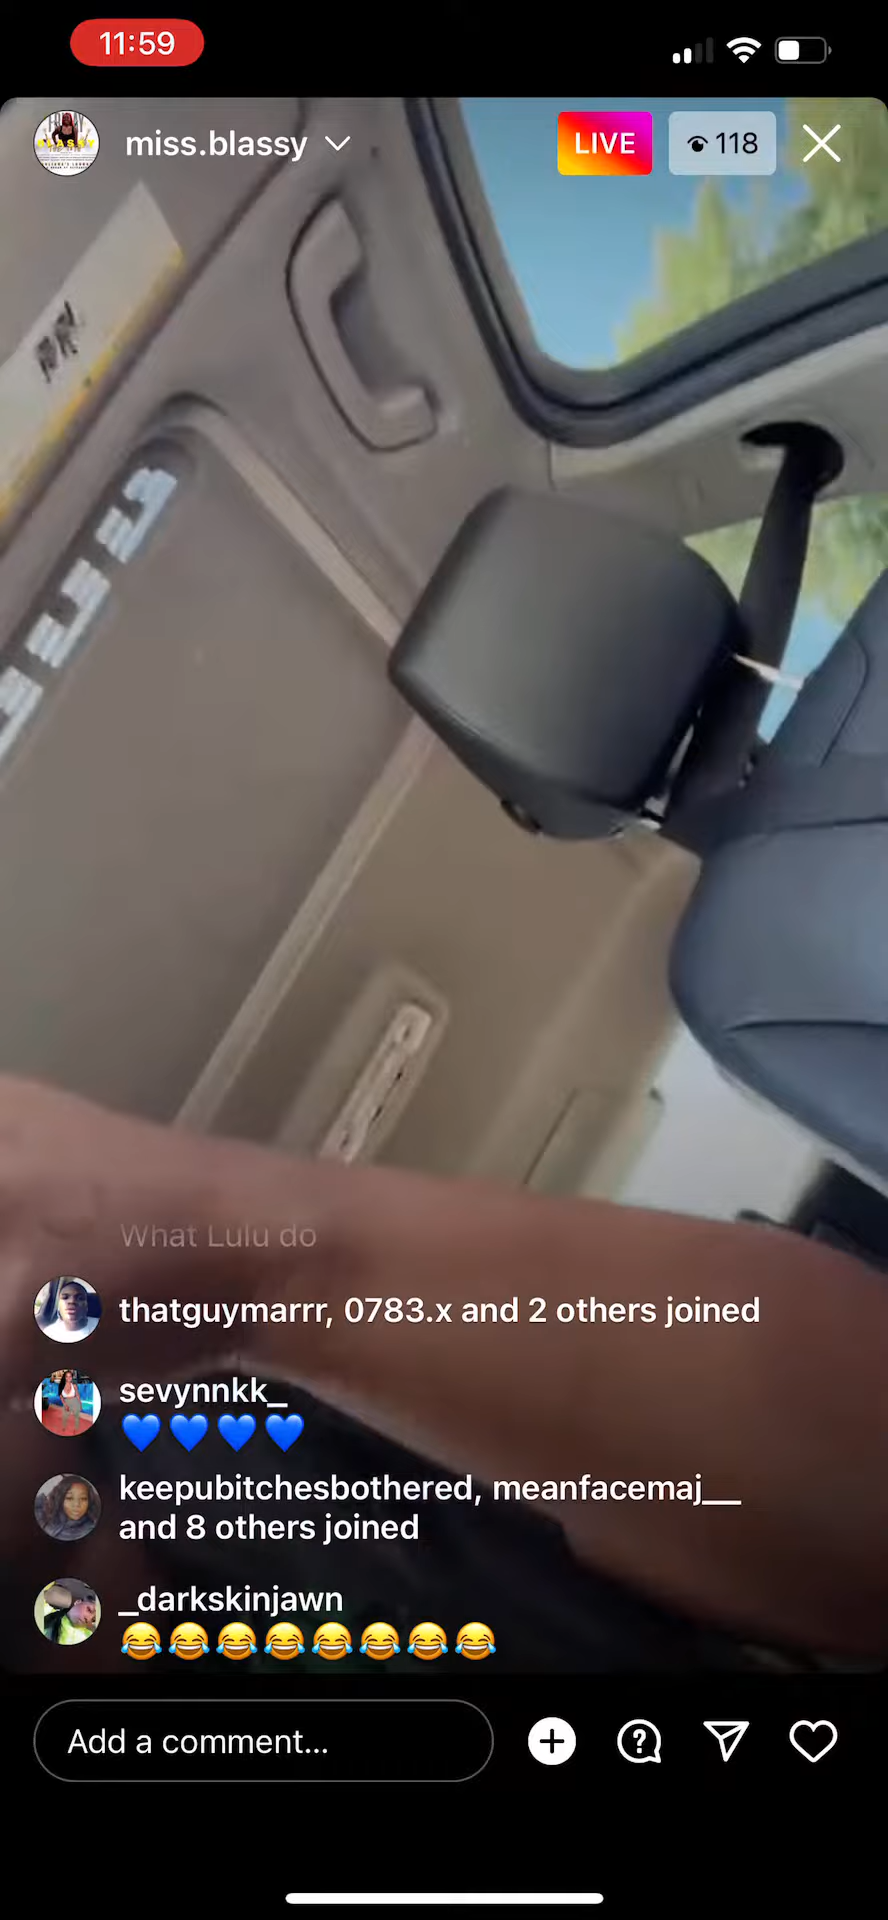 11:59
miss.blassy
LIVE
118
What Lulu do
thatguymarrr, 0783.x and 2 others joined
sevynnkk_
💙💙💙💙
keepubitchesbothered, meanfacemaj__
and 8 others joined
_darkskinjawn
😂😂😂😂😂😂😂😂
Add a comment...